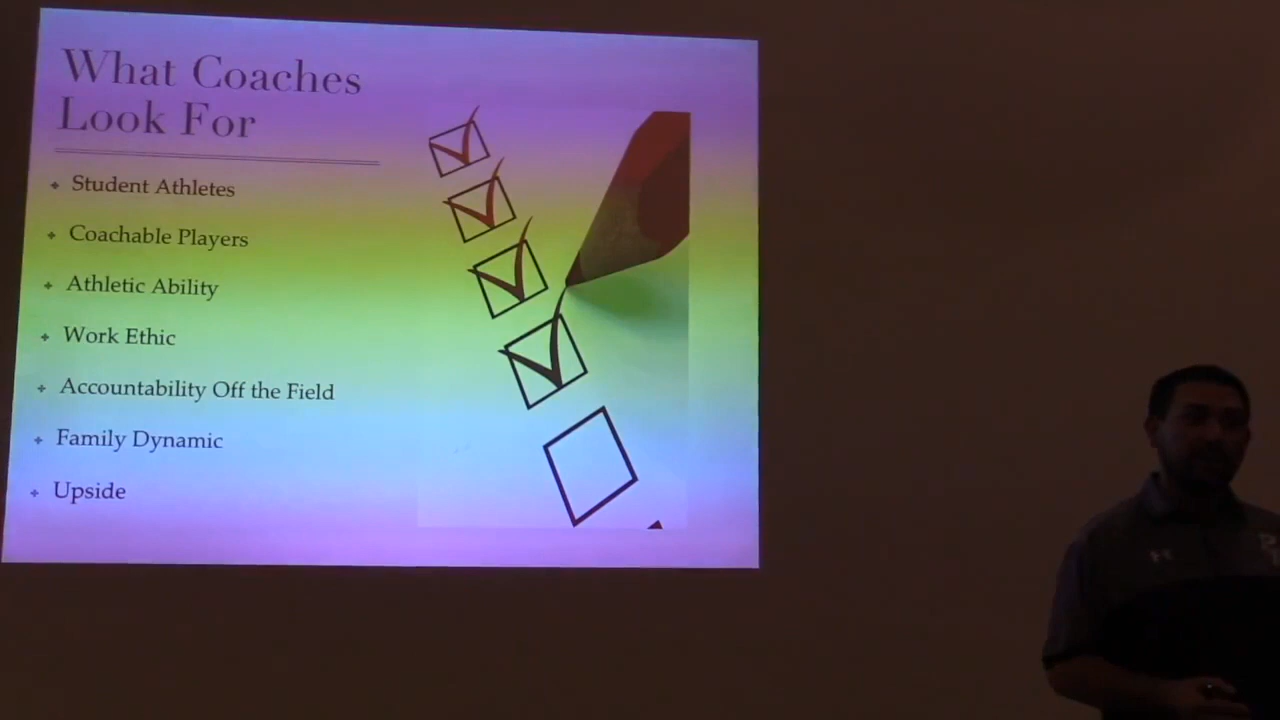 What Coaches
Look For
Student Athletes
Coachable Players
Athletic Ability
Work Ethic
Accountability Off the Field
Family Dynamic
Upside